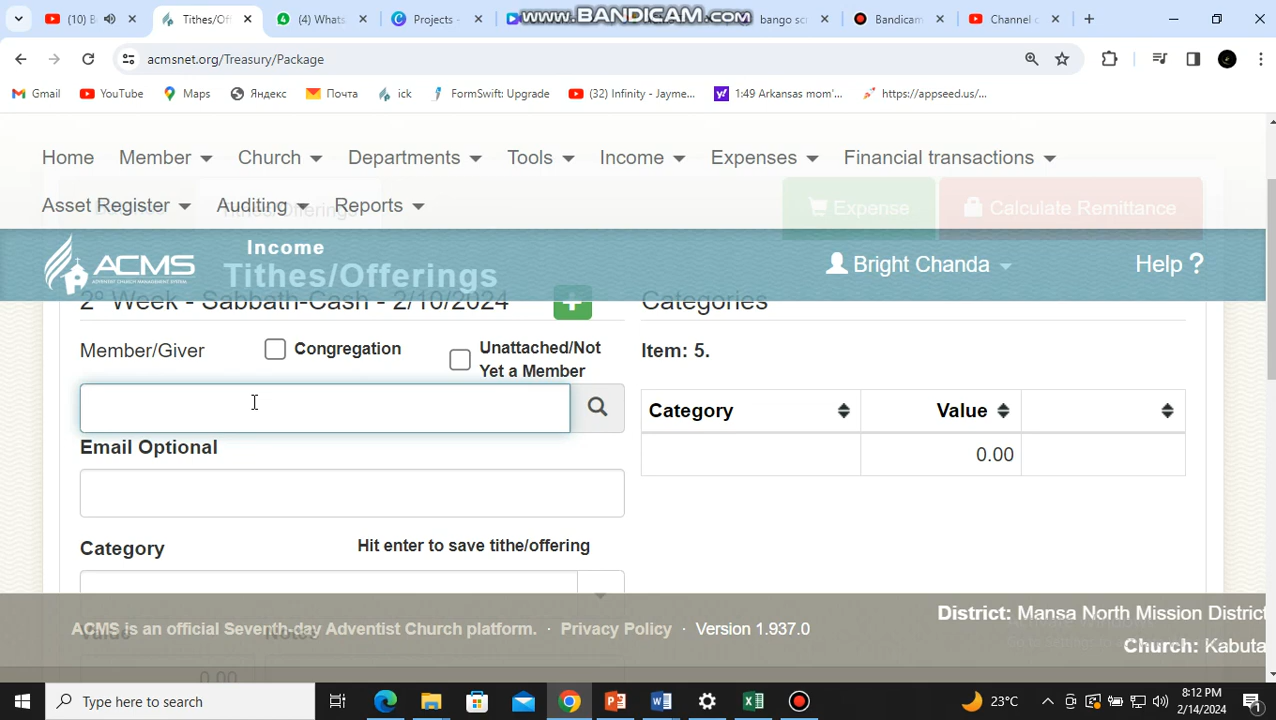 www.BANDICAM.com
(10) B
Tithes/Of
(4) Whats
Projects -
bango sc
Bandicam
Channel c
acmsnet.org/Treasury/Package
Gmail
YouTube
Maps
Яндекс
Почта
ick
FormSwift: Upgrade
(32) Infinity - Jayme...
1:49 Arkansas mom'...
https://appseed.us/...
Home
Member
Church
Departments
Tools
Income
Expenses
Financial transactions
Asset Register
Auditing
Reports
Expense
Calculate Remittance
ACMS
Income
Tithes/Offerings
Bright Chanda
Help ?
2º Week - Sabbath-Cash - 2/10/2024
Categories
Member/Giver
Congregation
Unattached/Not
Yet a Member
Item: 5.
Category
Value
0.00
Email Optional
Category
Hit enter to save tithe/offering
District: Mansa North Mission District
ACMS is an official Seventh-day Adventist Church platform. · Privacy Policy · Version 1.937.0
Church: Kabuta
0.00
Type here to search
23°C
8:12 PM
2/14/2024